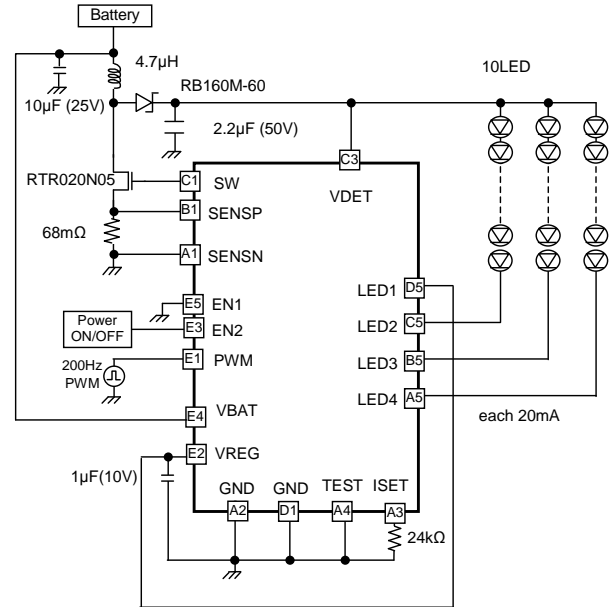 Battery
4.7μH
10μF (25V)
RB160M-60
2.2μF (50V)
10LED
RTR020N05
C1 SW
C3
VDET
B1 SENSP
68mΩ
A1 SENSN
E5 EN1
Power
ON/OFF
E3 EN2
200Hz
PWM
E1 PWM
E4 VBAT
E2 VREG
1μF(10V)
LED1 D5
LED2 C5
LED3 B5
LED4 A5
each 20mA
GND GND TEST ISET
A2 D1 A4 A3
24kΩ